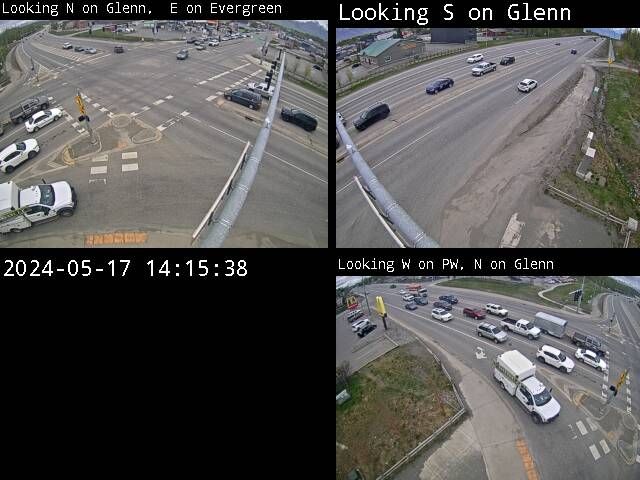 Looking N on Glenn,  E on Evergreen
Looking S on Glenn
2024-05-17 14:15:38
Looking W on PW, N on Glenn